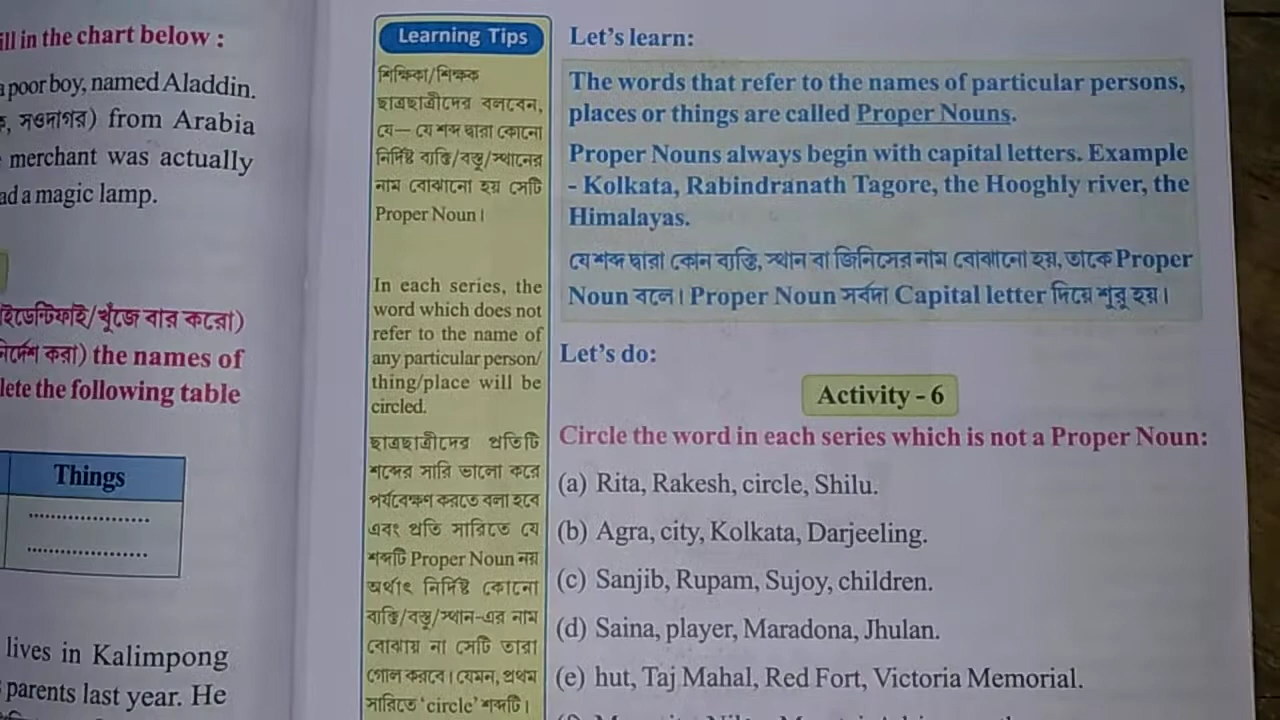 ill in the chart below :
a poor boy, named Aladdin.
সওদাগর) from Arabia
merchant was actually
ad a magic lamp.
ইডেন্টিফাই/খুঁজে বার করো)
নির্দেশ করা) the names of
lete the following table
Things
lives in Kalimpong
parents last year. He
Learning Tips
শিক্ষিকা/শিক্ষক
ছাত্রছাত্রীদের বলবেন,
যে— যে শব্দ দ্বারা কোনো
নির্দিষ্ট ব্যক্তি/বস্তু/স্থানের
নাম বোঝানো হয় সেটি
Proper Noun।
In each series, the
word which does not
refer to the name of
any particular person/
thing/place will be
circled.
ছাত্রছাত্রীদের প্রতিটি
শব্দের সারি ভালো করে
পর্যবেক্ষণ করতে বলা হবে
এবং প্রতি সারিতে যে
শব্দটি Proper Noun নয়
অর্থাৎ নির্দিষ্ট কোনো
ব্যক্তি/বস্তু/স্থান-এর নাম
বোঝায় না সেটি তারা
গোল করবে। যেমন, প্রথম
সারিতে ‘circle’ শব্দটি।
Let’s learn:
The words that refer to the names of particular persons,
places or things are called Proper Nouns.
Proper Nouns always begin with capital letters. Example
- Kolkata, Rabindranath Tagore, the Hooghly river, the
Himalayas.
যে শব্দ দ্বারা কোন ব্যক্তি, স্থান বা জিনিসের নাম বোঝানো হয়, তাকে Proper
Noun বলে। Proper Noun সর্বদা Capital letter দিয়ে শুরু হয়।
Let’s do:
Activity - 6
Circle the word in each series which is not a Proper Noun:
(a) Rita, Rakesh, circle, Shilu.
(b) Agra, city, Kolkata, Darjeeling.
(c) Sanjib, Rupam, Sujoy, children.
(d) Saina, player, Maradona, Jhulan.
(e) hut, Taj Mahal, Red Fort, Victoria Memorial.